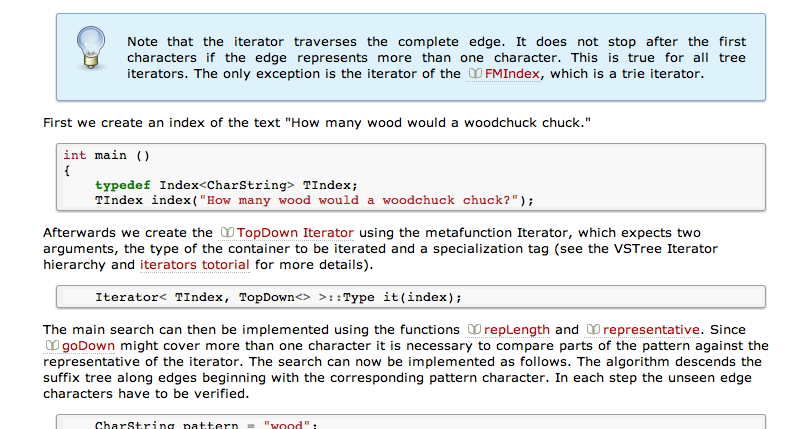 Note that the iterator traverses the complete edge. It does not stop after the first
characters if the edge represents more than one character. This is true for all tree
iterators. The only exception is the iterator of the FMIndex, which is a trie iterator.
First we create an index of the text "How many wood would a woodchuck chuck."
int main ()
{
    typedef Index<CharString> TIndex;
    TIndex index("How many wood would a woodchuck chuck?");
Afterwards we create the TopDown Iterator using the metafunction Iterator, which expects two
arguments, the type of the container to be iterated and a specialization tag (see the VSTree Iterator
hierarchy and iterators totorial for more details).
    Iterator< TIndex, TopDown<> >::Type it(index);
The main search can then be implemented using the functions repLength and representative. Since
goDown might cover more than one character it is necessary to compare parts of the pattern against the
representative of the iterator. The search can now be implemented as follows. The algorithm descends the
suffix tree along edges beginning with the corresponding pattern character. In each step the unseen edge
characters have to be verified.
    CharString pattern = "wood";